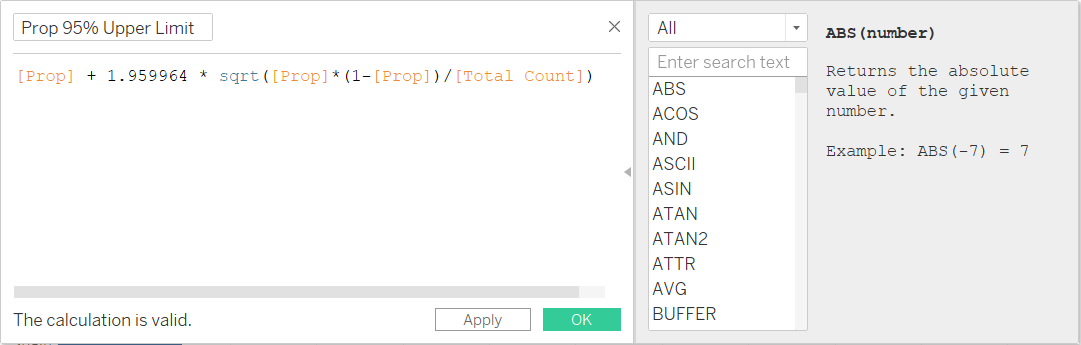 Prop 95% Upper Limit
[Prop] + 1.959964 * sqrt([Prop]*(1-[Prop])/[Total Count])
The calculation is valid.
Apply
OK
All
Enter search text
ABS
ACOS
AND
ASCII
ASIN
ATAN
ATAN2
ATTR
AVG
BUFFER
ABS(number)
Returns the absolute
value of the given
number.
Example: ABS(-7) = 7